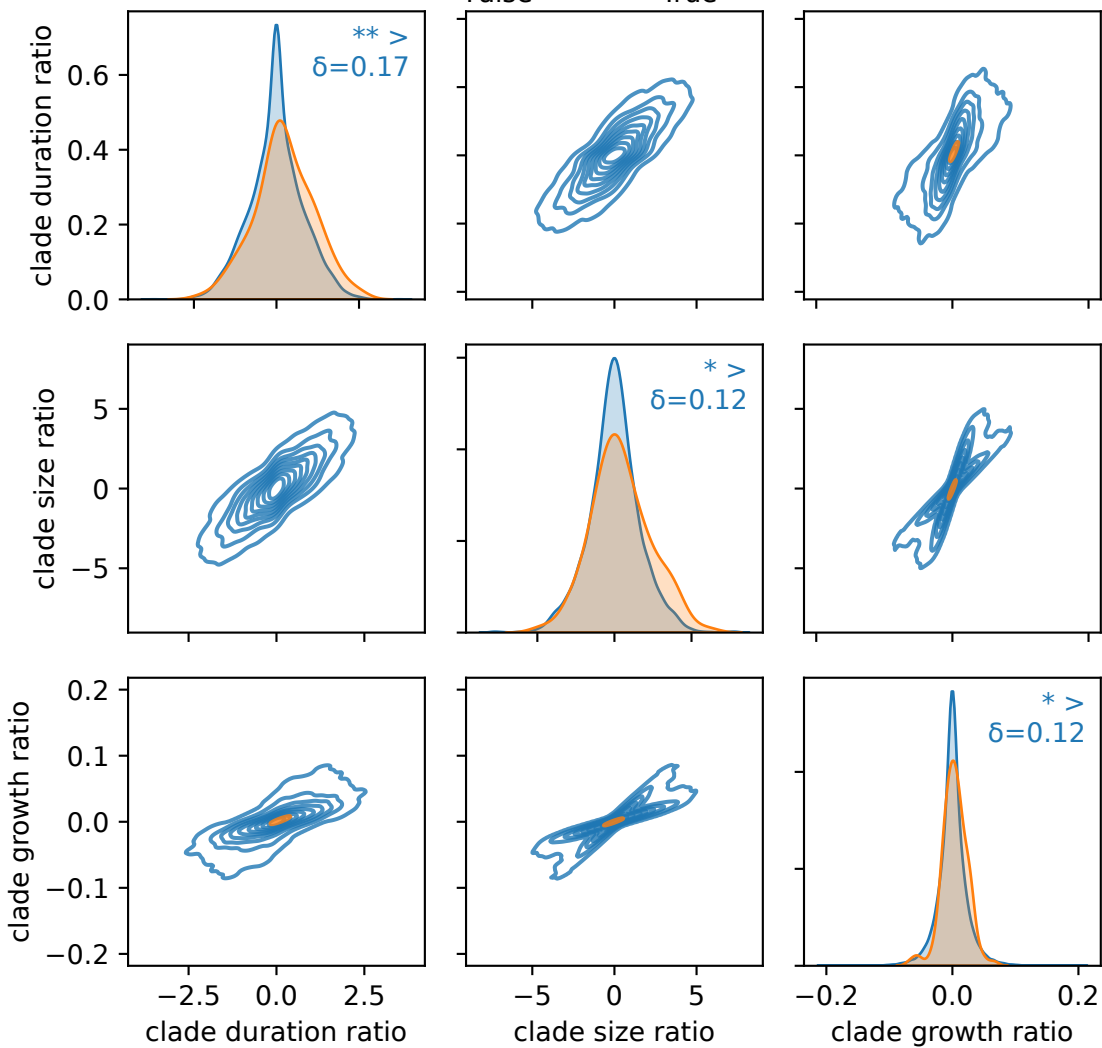 False True
clade duration ratio
0.6
0.4
0.2
0.0
** >
δ=0.17
clade size ratio
5
0
−5
* >
δ=0.12
clade growth ratio
0.2
0.1
0.0
−0.1
−0.2
* >
δ=0.12
−2.5 0.0 2.5
−5 0 5
−0.2 0.0 0.2
clade duration ratio
clade size ratio
clade growth ratio